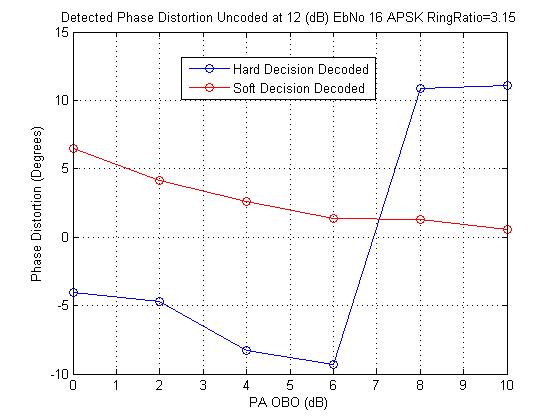 Detected Phase Distortion Uncoded at 12 (dB) EbNo 16 APSK RingRatio=3.15
15
Hard Decision Decoded
Soft Decision Decoded
10
5
0
-5
-10
Phase Distortion (Degrees)
0 1 2 3 4 5 6 7 8 9 10
PA OBO (dB)